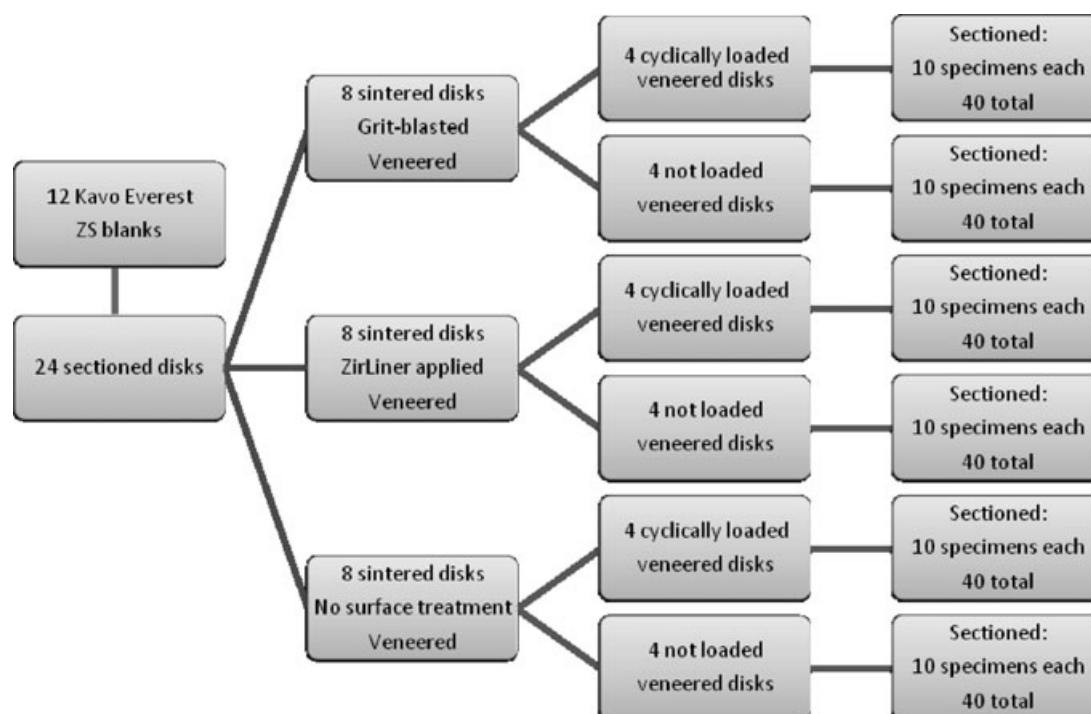 12 Kavo Everest
ZS blanks
24 sectioned disks
8 sintered disks
Grit-blasted
Veneered
4 cyclically loaded
veneered disks
Sectioned:
10 specimens each
40 total
4 not loaded
veneered disks
Sectioned:
10 specimens each
40 total
8 sintered disks
ZirLiner applied
Veneered
4 cyclically loaded
veneered disks
Sectioned:
10 specimens each
40 total
4 not loaded
veneered disks
Sectioned:
10 specimens each
40 total
8 sintered disks
No surface treatment
Veneered
4 cyclically loaded
veneered disks
Sectioned:
10 specimens each
40 total
4 not loaded
veneered disks
Sectioned:
10 specimens each
40 total